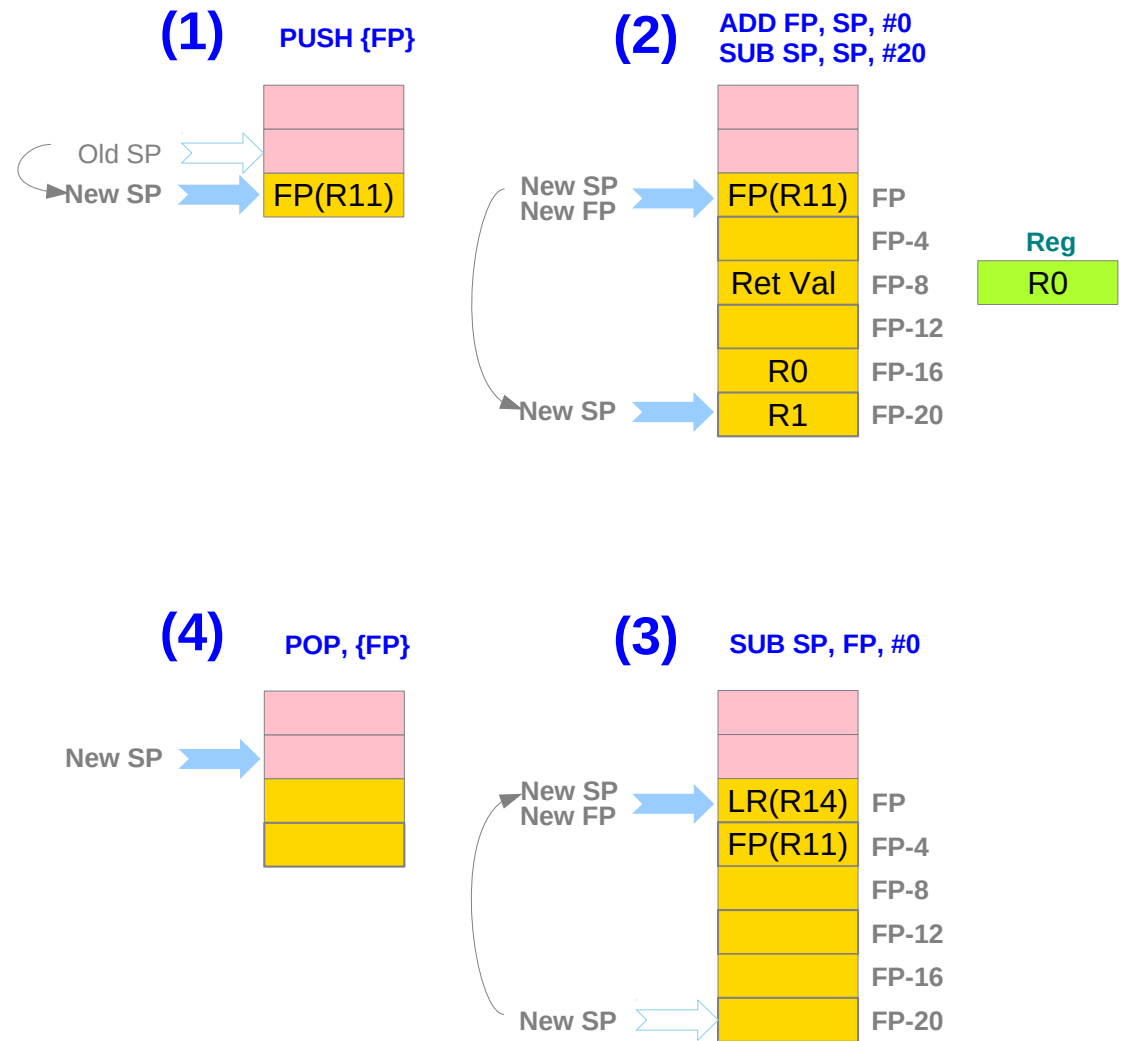 (1) PUSH {FP}
Old SP
New SP
FP(R11)
(2) ADD FP, SP, #0
SUB SP, SP, #20
New SP
New FP
FP(R11) FP
FP-4
Ret Val FP-8
FP-12
R0 FP-16
New SP R1 FP-20
Reg
R0
(4) POP, {FP}
New SP
(3) SUB SP, FP, #0
New SP
New FP
LR(R14) FP
FP(R11) FP-4
FP-8
FP-12
FP-16
New SP FP-20